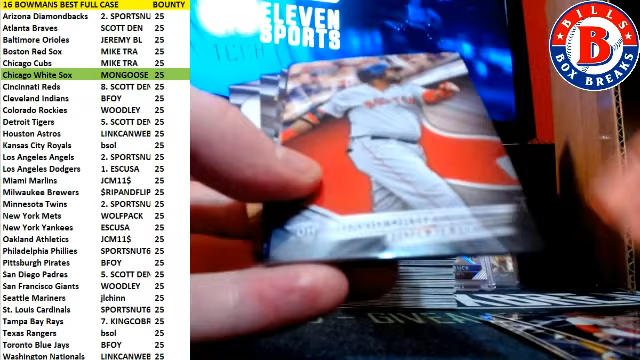 16 BOWMANS BEST FULL CASE BOUNTY
Arizona Diamondbacks 2. SPORTSNU 25
Atlanta Braves SCOTT DEN 25
Baltimore Orioles JEREMY BL 25
Boston Red Sox MIKE TRA 25
Chicago Cubs MIKE TRA 25
Chicago White Sox MONGOOSE 25
Cincinnati Reds 8. SCOTT DEN 25
Cleveland Indians BFOY 25
Colorado Rockies WOODLEY 25
Detroit Tigers 5. SCOTT DEN 25
Houston Astros LINKCANWEB 25
Kansas City Royals bsol 25
Los Angeles Angels 2. SPORTSNU 25
Los Angeles Dodgers 1. ESCUSA 25
Miami Marlins JCM11$ 25
Milwaukee Brewers $RIPANDFLIP 25
Minnesota Twins 2. SPORTSNU 25
New York Mets WOLFPACK 25
New York Yankees ESCUSA 25
Oakland Athletics JCM11$ 25
Philadelphia Phillies SPORTSNUT6 25
Pittsburgh Pirates BFOY 25
San Diego Padres 5. SCOTT DEN 25
San Francisco Giants WOODLEY 25
Seattle Mariners jlchinn 25
St. Louis Cardinals SPORTSNUT6 25
Tampa Bay Rays 7. KINGCOBR 25
Texas Rangers bsol 25
Toronto Blue Jays BFOY 25
Washington Nationals LINKCANWEB 25
ELEVEN
SPORTS
BILLS
B
BOX BREAKS
BOSTON